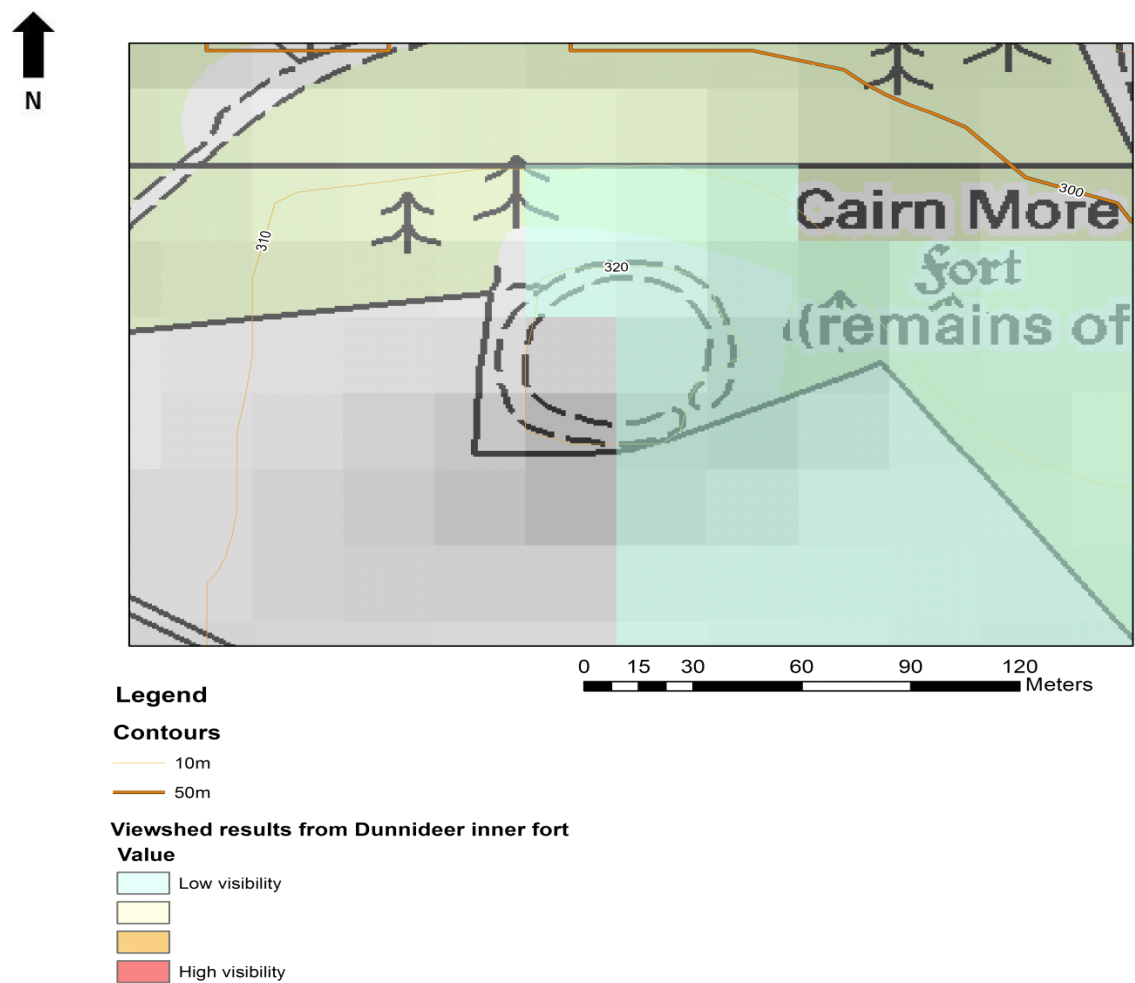 N
300
Cairn More
310
Fort
320
(remains of
0 15 30 60 90 120
Meters
Legend
Contours
10m
50m
Viewshed results from Dunnideer inner fort
Value
Low visibility
High visibility